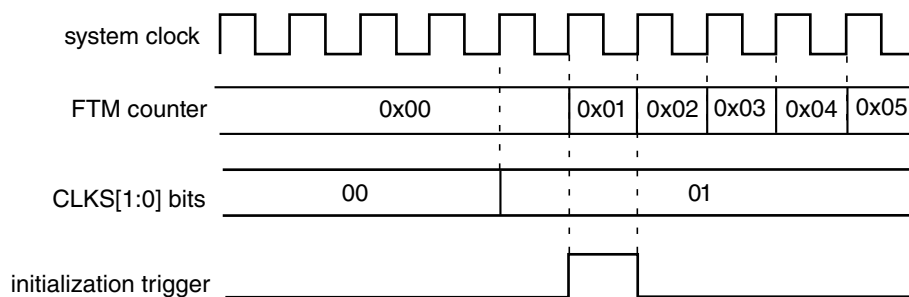 system clock
FTM counter 0x00 0x01 0x02 0x03 0x04 0x05
CLKS[1:0] bits 00 01
initialization trigger